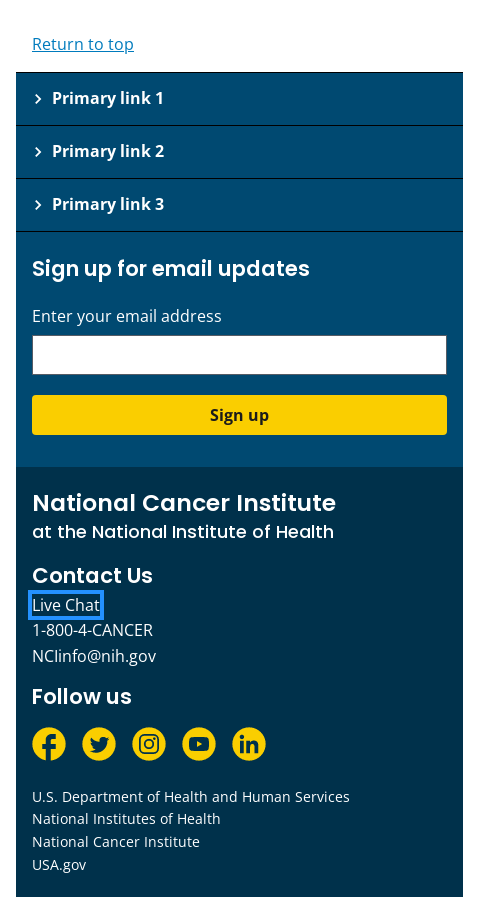 Return to top
Primary link 1
Primary link 2
Primary link 3
Sign up for email updates
Enter your email address
Sign up
National Cancer Institute
at the National Institute of Health
Contact Us
Live Chat
1-800-4-CANCER
NCIinfo@nih.gov
Follow us
U.S. Department of Health and Human Services
National Institutes of Health
National Cancer Institute
USA.gov